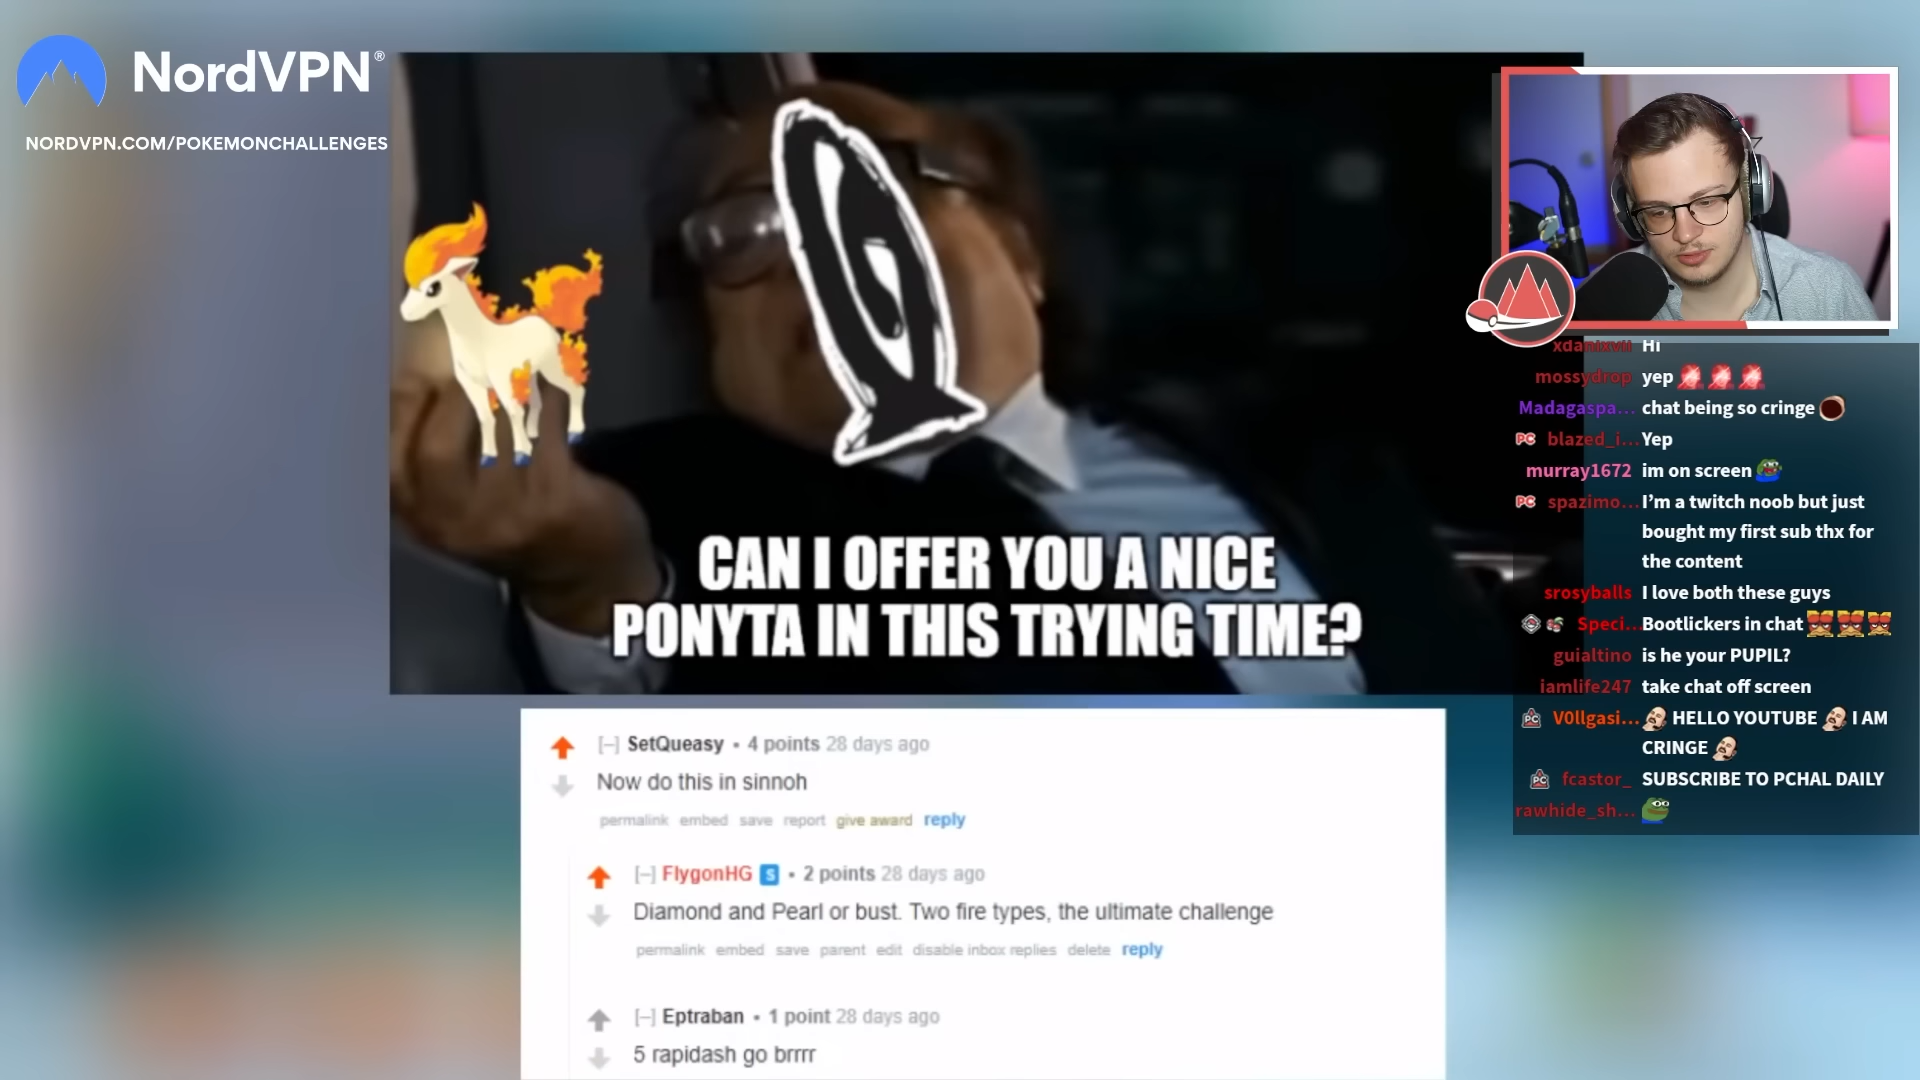 NordVPN®
NORDVPN.COM/POKEMONCHALLENGES
CAN I OFFER YOU A NICE
PONYTA IN THIS TRYING TIME?
[–] SetQueasy • 4 points 28 days ago
Now do this in sinnoh
permalink embed save report give award reply
[–] FlygonHG S • 2 points 28 days ago
Diamond and Pearl or bust. Two fire types, the ultimate challenge
permalink embed save parent edit disable inbox replies delete reply
[–] Eptraban • 1 point 28 days ago
5 rapidash go brrrr
xdanixvii Hi
mossydrop yep
Madagaspa... chat being so cringe
PC blazed_i... Yep
murray1672 im on screen
PC spazimo... I'm a twitch noob but just
bought my first sub thx for
the content
srosyballs I love both these guys
Speci... Bootlickers in chat
guialtino is he your PUPIL?
iamlife247 take chat off screen
PC V0llgasi... HELLO YOUTUBE I AM
CRINGE
PC fcastor_ SUBSCRIBE TO PCHAL DAILY
rawhide_sh...